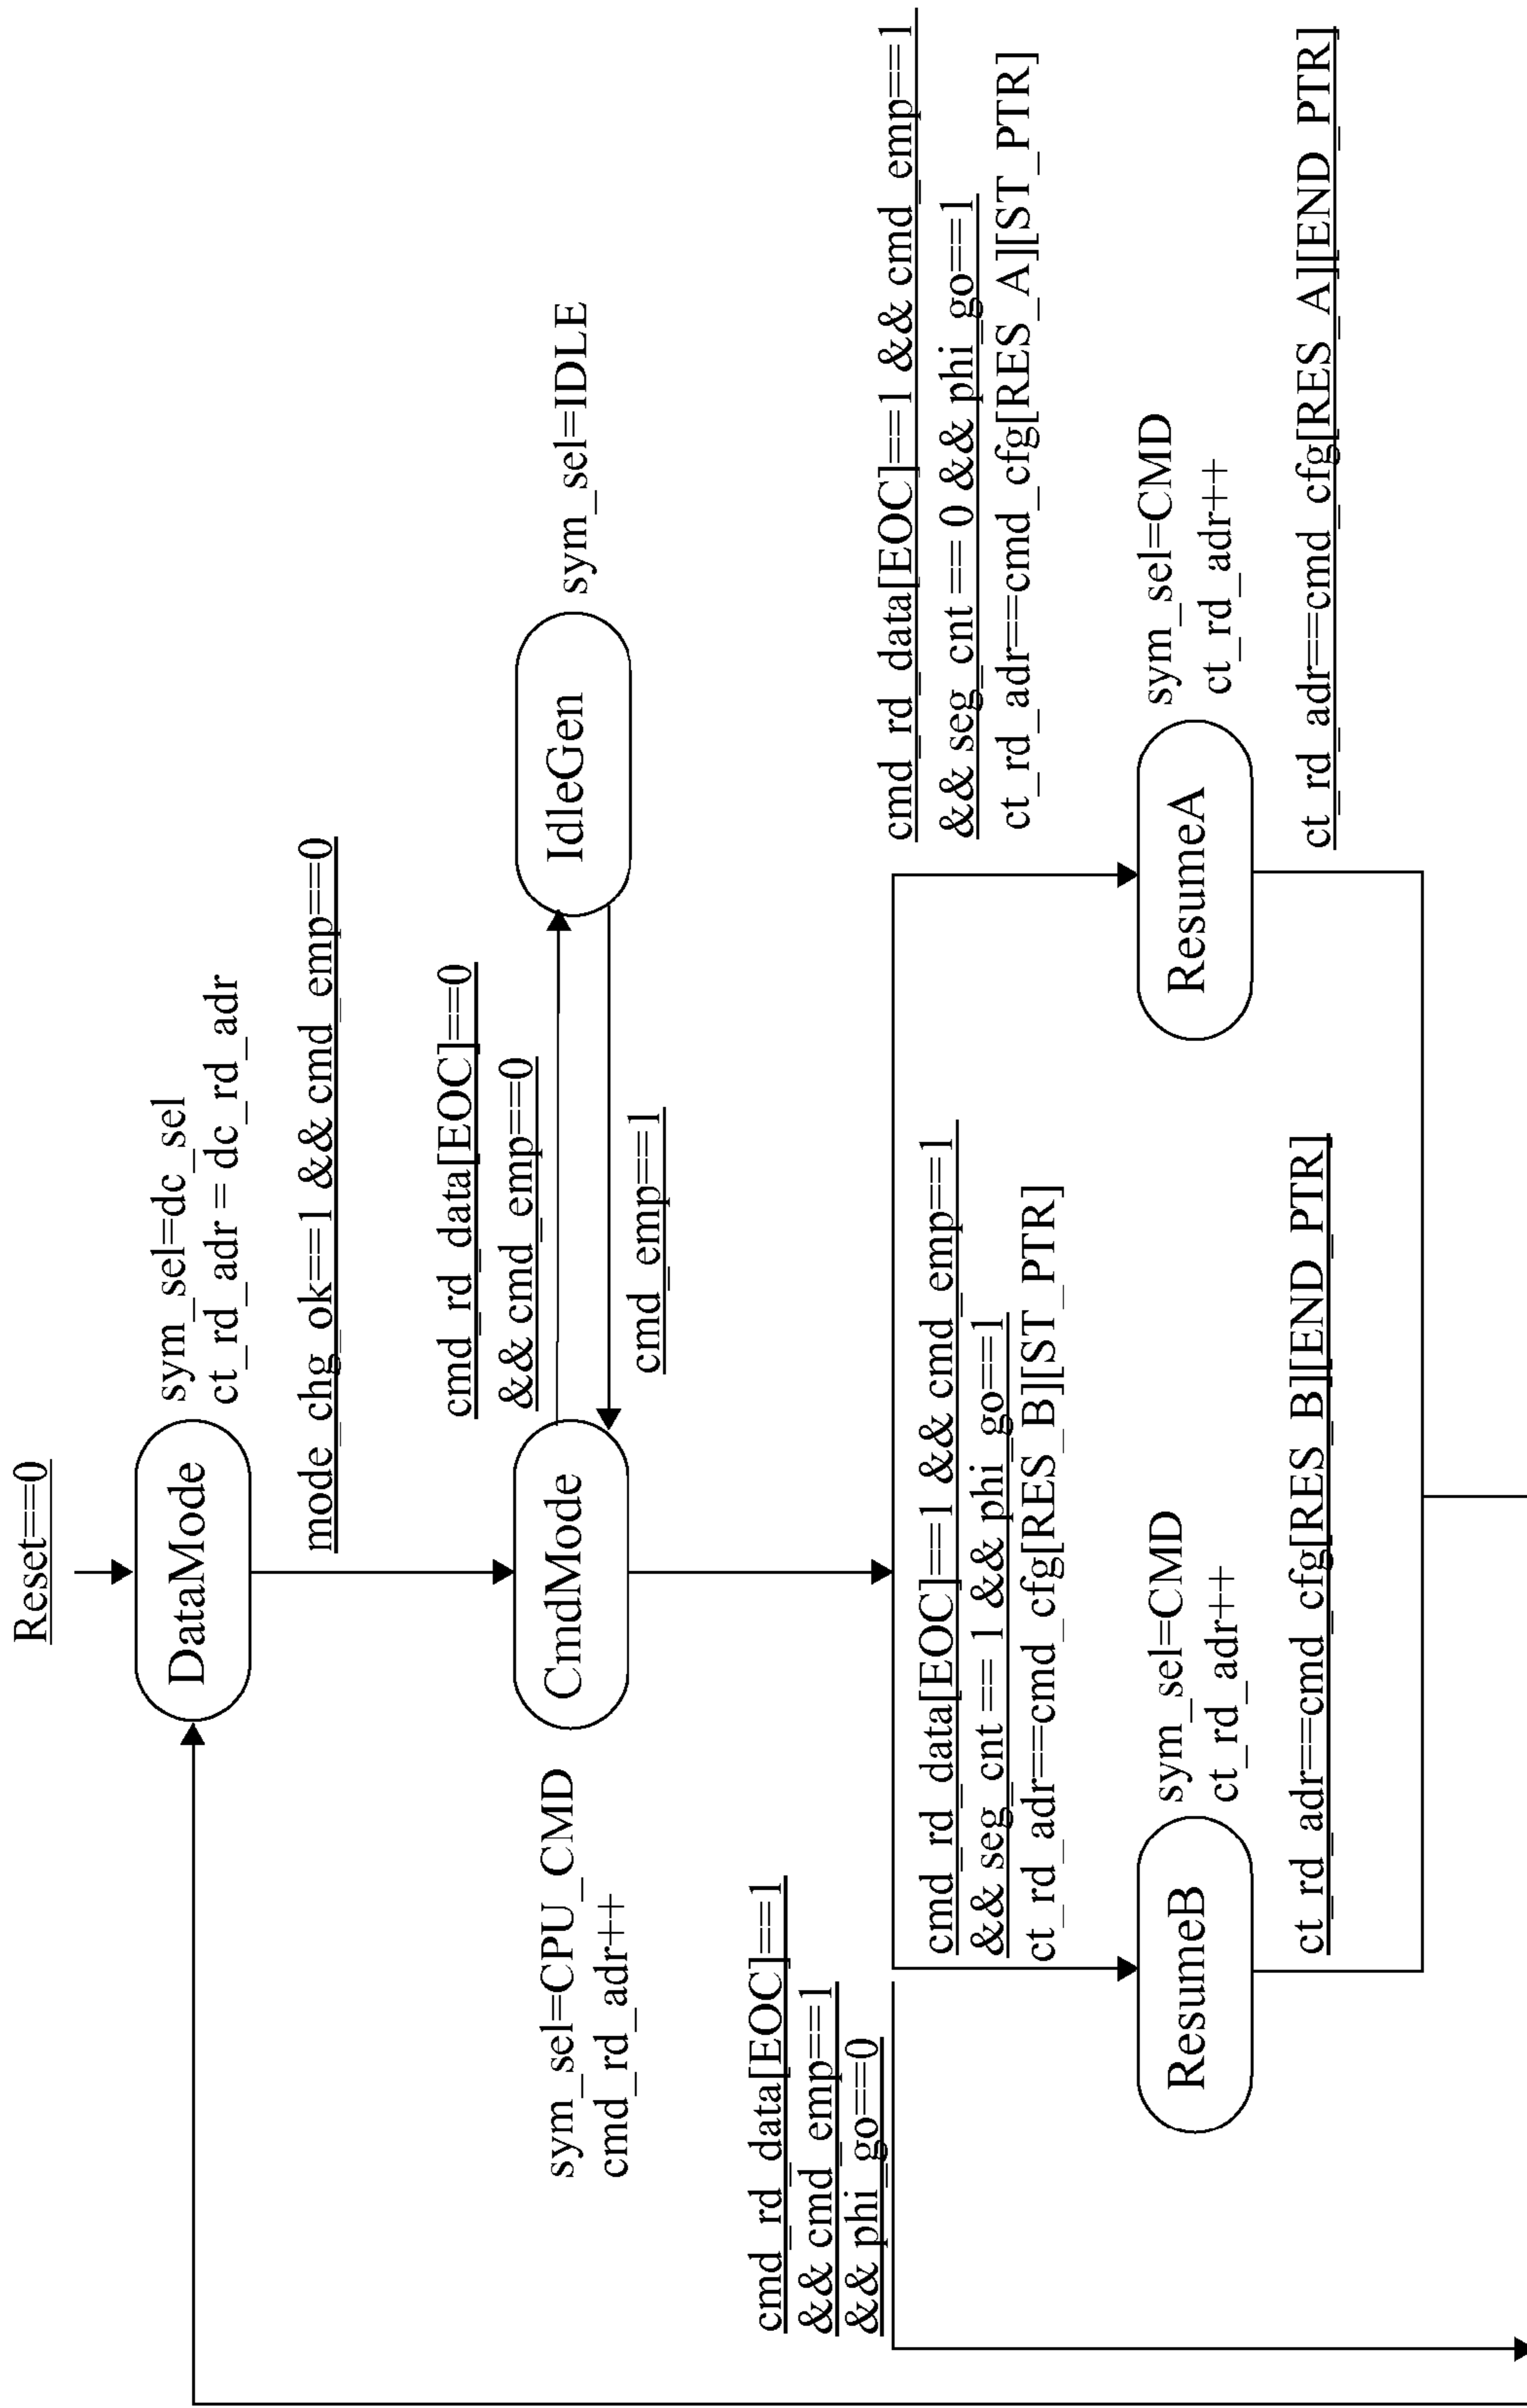 Reset==0
DataMode
sym_sel=dc_sel
ct_rd_adr = dc_rd_adr
mode_chg_ok==1 && cmd_emp==0
sym_sel=CPU_CMD
cmd_rd_adr++
CmdMode
cmd_rd_data[EOC]==0
&& cmd_emp==0
cmd_emp==1
IdleGen
sym_sel=IDLE
cmd_rd_data[EOC]==1
&& cmd_emp==1
&& phi_go==0
cmd_rd_data[EOC]==1 && cmd_emp==1
&& seg_cnt == 1 && phi_go==1
ct_rd_adr==cmd_cfg[RES_B][ST_PTR]
cmd_rd_data[EOC]==1 && cmd_emp==1
&& seg_cnt == 0 && phi_go==1
ct_rd_adr==cmd_cfg[RES_A][ST_PTR]
ResumeB
sym_sel=CMD
ct_rd_adr++
ResumeA
sym_sel=CMD
ct_rd_adr++
ct_rd_adr==cmd_cfg[RES_B][END_PTR]
ct_rd_adr==cmd_cfg[RES_A][END_PTR]